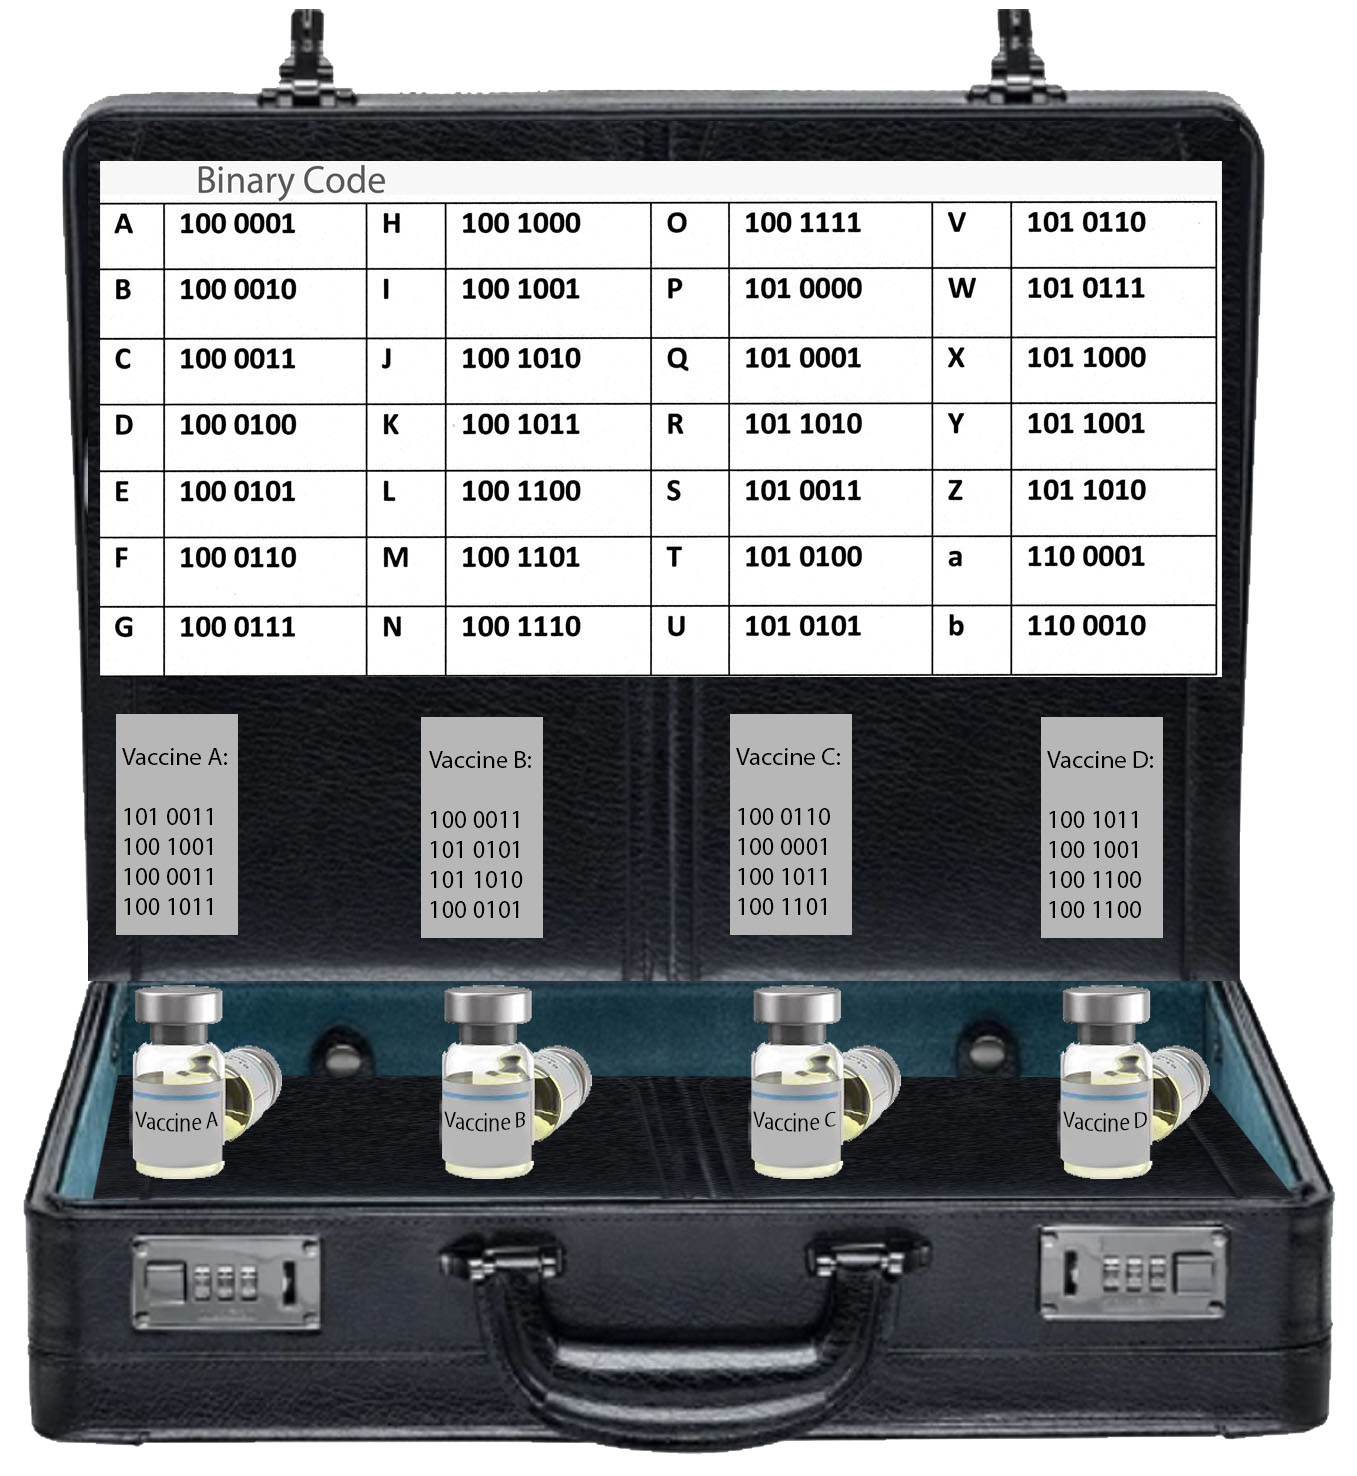 Binary Code
A 100 0001 H 100 1000 O 100 1111 V 101 0110
B 100 0010 I 100 1001 P 101 0000 W 101 0111
C 100 0011 J 100 1010 Q 101 0001 X 101 1000
D 100 0100 K 100 1011 R 101 1010 Y 101 1001
E 100 0101 L 100 1100 S 101 0011 Z 101 1010
F 100 0110 M 100 1101 T 101 0100 a 110 0001
G 100 0111 N 100 1110 U 101 0101 b 110 0010
Vaccine A:
101 0011
100 1001
100 0011
100 1011
Vaccine B:
100 0011
101 0101
101 1010
100 0101
Vaccine C:
100 0110
100 0001
100 1011
100 1101
Vaccine D:
100 1011
100 1001
100 1100
100 1100
Vaccine A
Vaccine B
Vaccine C
Vaccine D